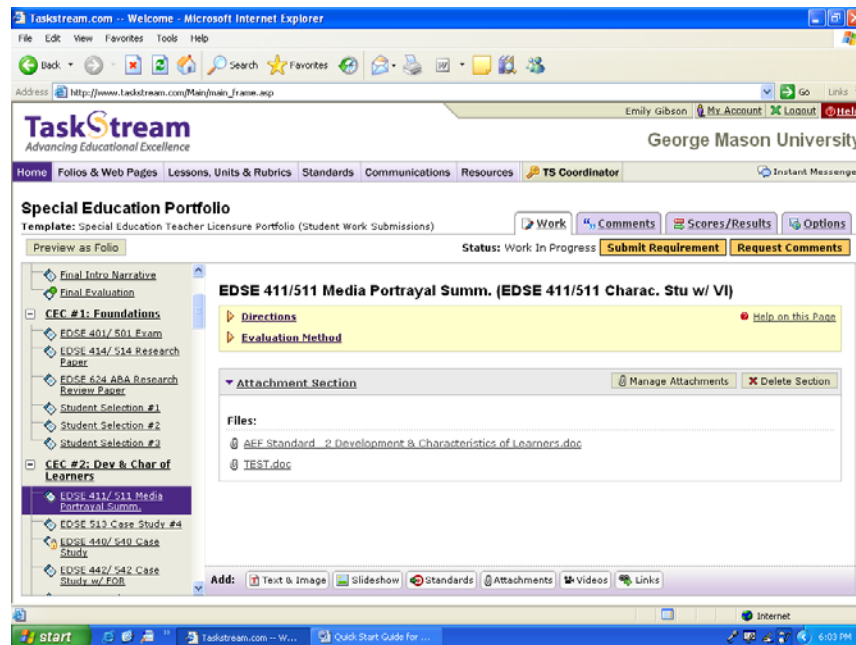 Taskstream.com -- Welcome - Microsoft Internet Explorer
File Edit View Favorites Tools Help
Back Search Favorites
Address http://www.taskstream.com/Main/main_frame.asp Go Links
Emily Gibson My Account Logout Help
TaskStream
Advancing Educational Excellence
George Mason University
Home Folios & Web Pages Lessons, Units & Rubrics Standards Communications Resources TS Coordinator Instant Messenge
Special Education Portfolio
Template: Special Education Teacher Licensure Portfolio (Student Work Submissions)
Work Comments Scores/Results Options
Preview as Folio
Status: Work In Progress Submit Requirement Request Comments
Final Intro Narrative
Final Evaluation
CEC #1: Foundations
EDSE 401/ 501 Exam
EDSE 414/ 514 Research
Paper
EDSE 624 ABA Research
Review Paper
Student Selection #1
Student Selection #2
Student Selection #3
CEC #2: Dev & Char of
Learners
EDSE 411/ 511 Media
Portrayal Summ.
EDSE 513 Case Study #4
EDSE 440/ 540 Case
Study
EDSE 442/ 542 Case
Study w/ FOR
EDSE 411/511 Media Portrayal Summ. (EDSE 411/511 Charac. Stu w/ VI)
Directions
Help on this Page
Evaluation Method
Attachment Section
Manage Attachments Delete Section
Files:
AEF Standard _2 Development & Characteristics of Learners.doc
TEST.doc
Add: Text & Image Slideshow Standards Attachments Videos Links
Internet
start Taskstream.com -- W... Quick Start Guide for ... 6:03 PM